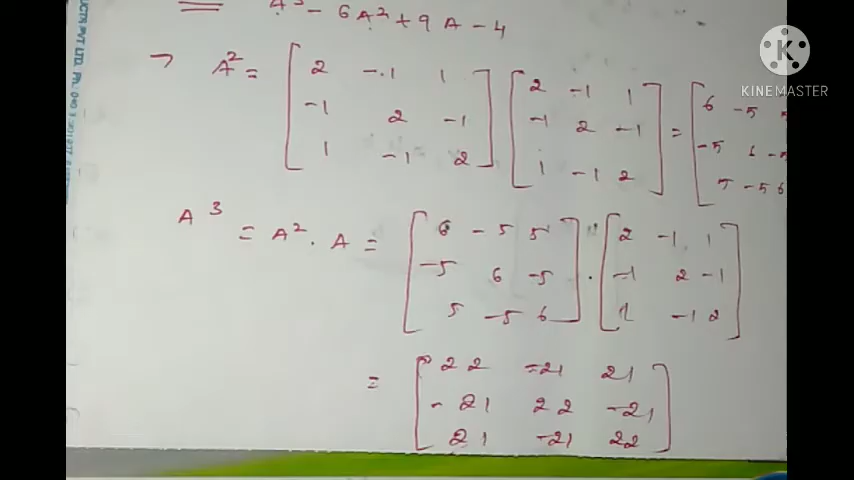 A³ - 6A² + 9A - 4
KINEMASTER
→ A² = [2 -1 1; -1 2 -1; 1 -1 2] [2 -1 1; -1 2 -1; 1 -1 2] = [6 -5; -5 6; 5 -5 6
A³ = A² . A = [6 -5 5; -5 6 -5; 5 -5 6] . [2 -1 1; -1 2 -1; 1 -1 2]
= [22 -21 21; -21 22 -21; 21 -21 22]